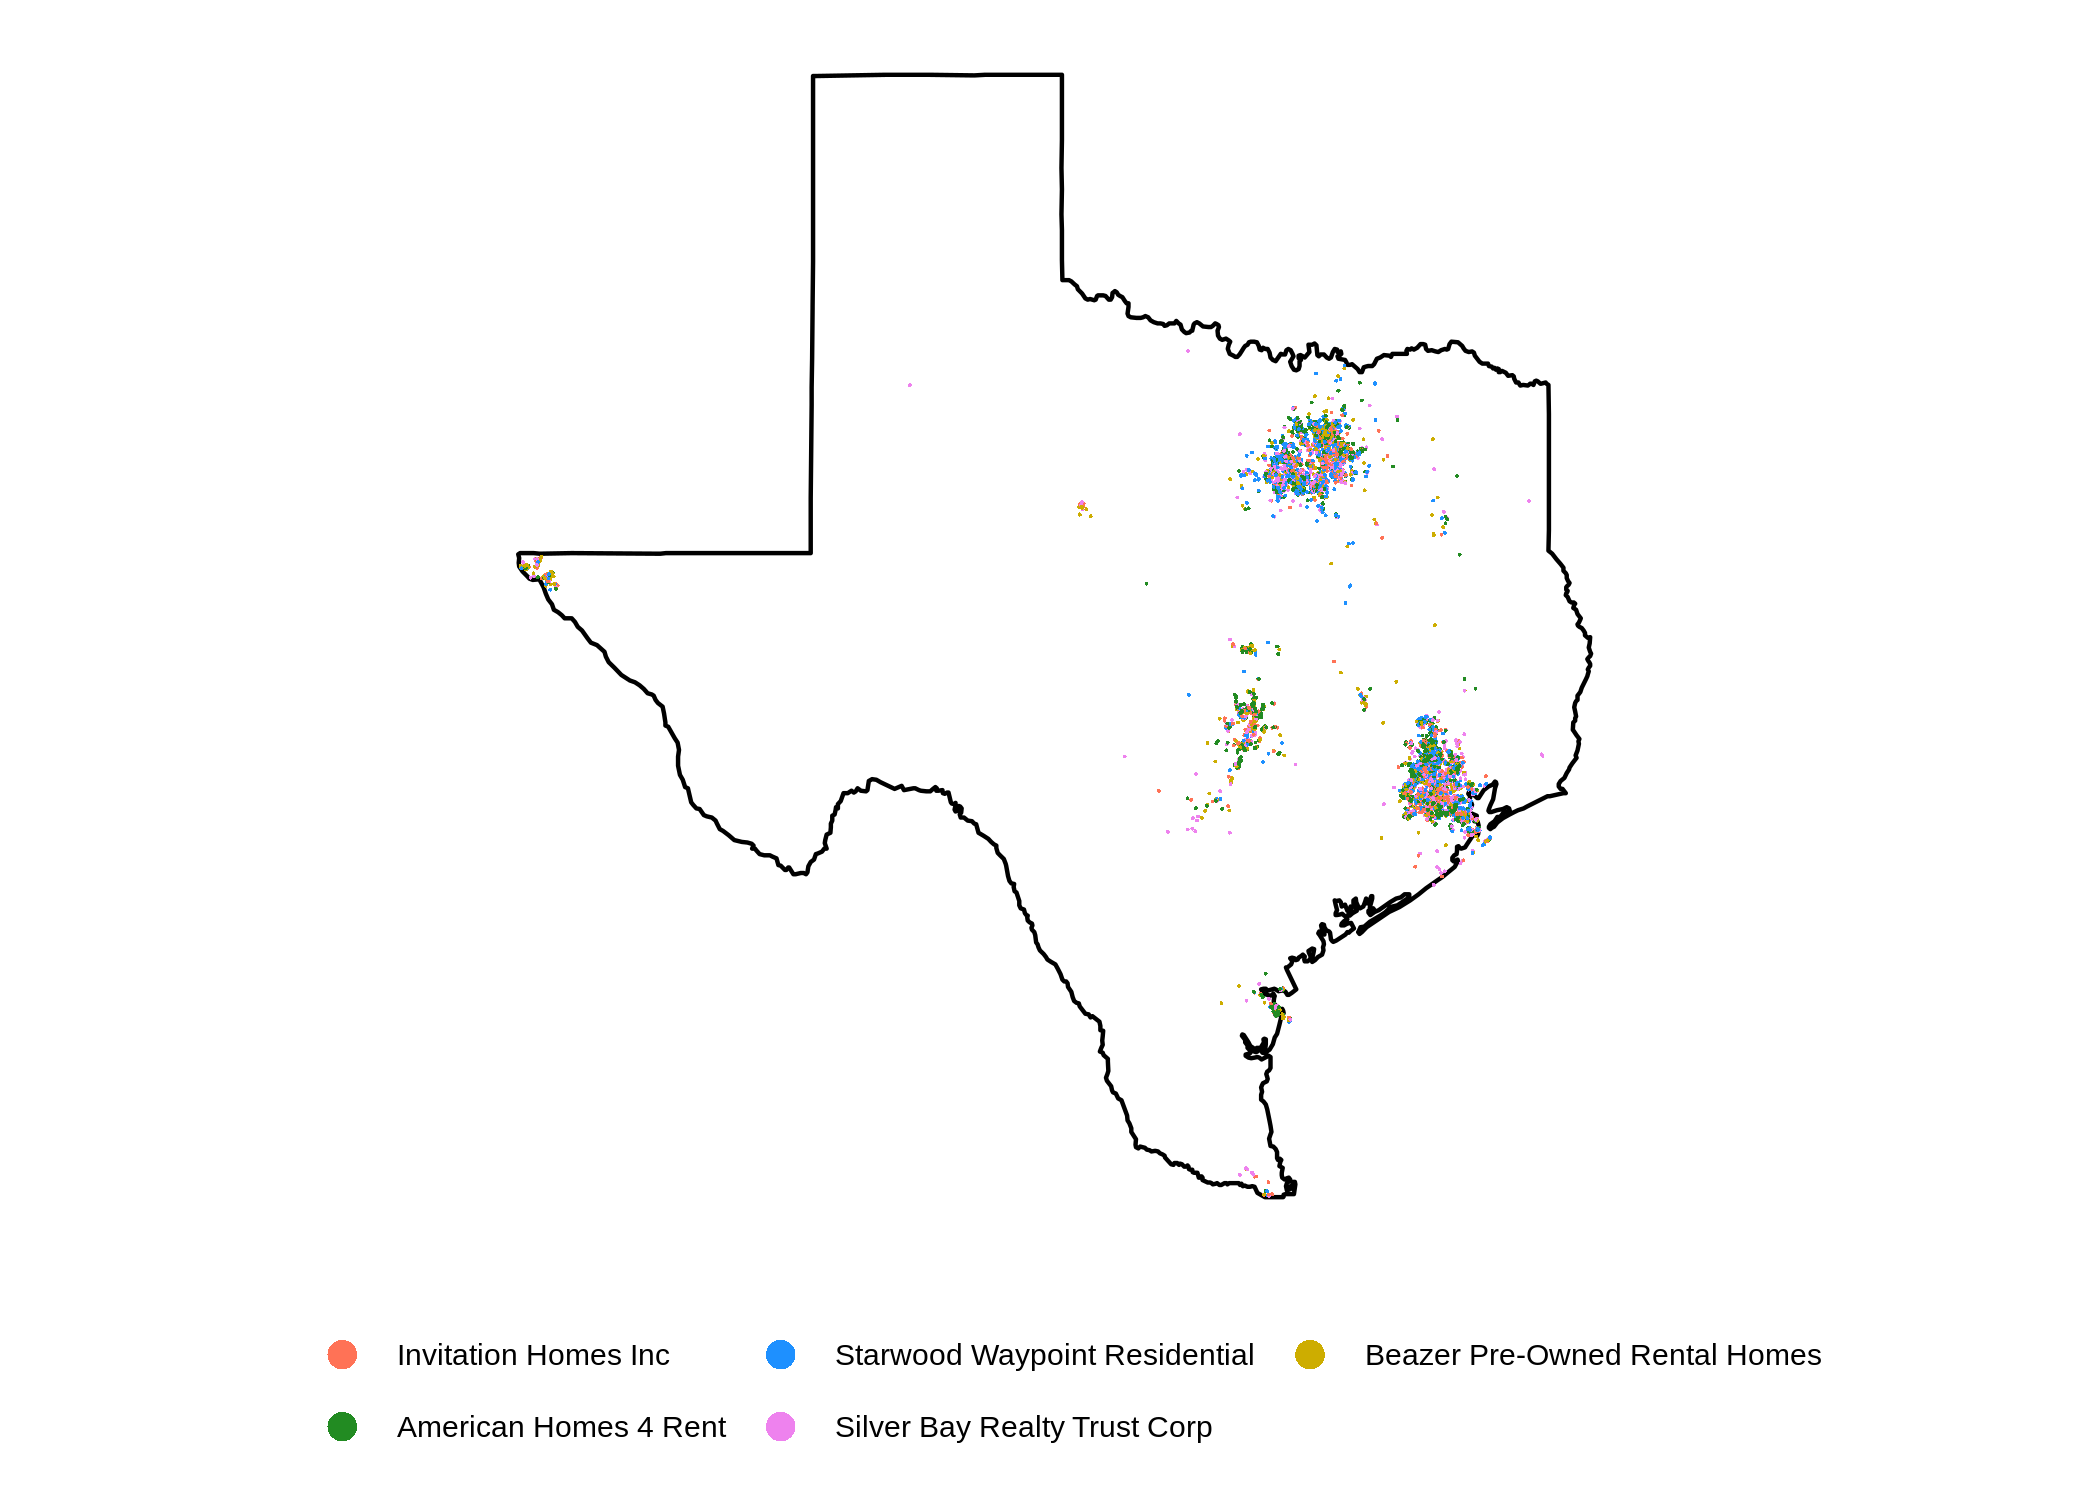 Invitation Homes Inc
Starwood Waypoint Residential
Beazer Pre-Owned Rental Homes
American Homes 4 Rent
Silver Bay Realty Trust Corp